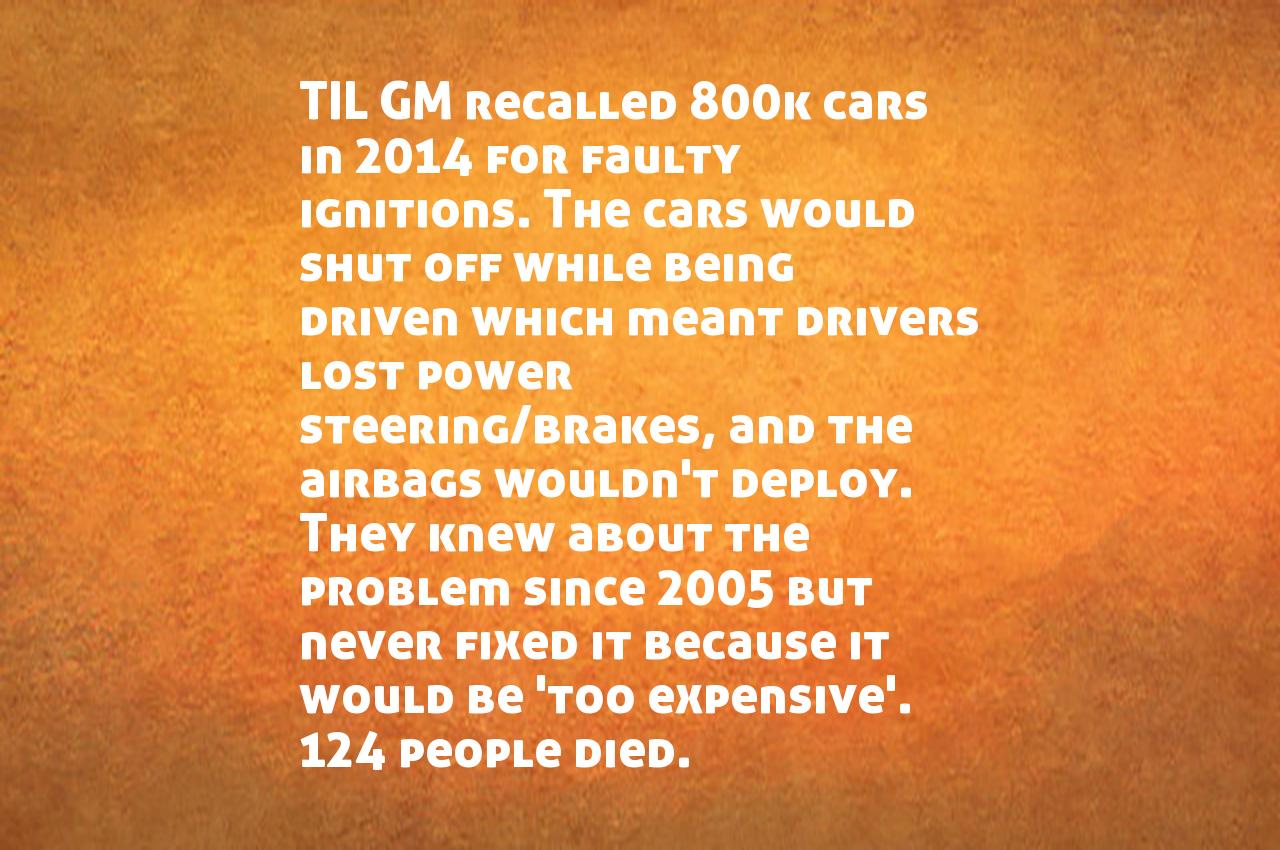 TIL GM recalled 800k cars
in 2014 for faulty
ignitions. The cars would
shut off while being
driven which meant drivers
lost power
steering/brakes, and the
airbags wouldn't deploy.
They knew about the
problem since 2005 but
never fixed it because it
would be 'too expensive'.
124 people died.